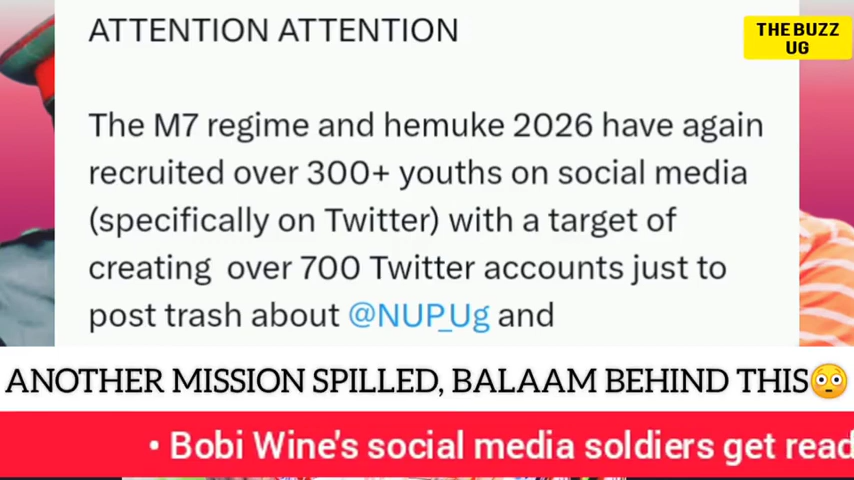 ATTENTION ATTENTION
THE BUZZ
UG
The M7 regime and hemuke 2026 have again
recruited over 300+ youths on social media
(specifically on Twitter) with a target of
creating over 700 Twitter accounts just to
post trash about @NUP_Ug and
ANOTHER MISSION SPILLED, BALAAM BEHIND THIS😳
• Bobi Wine's social media soldiers get read